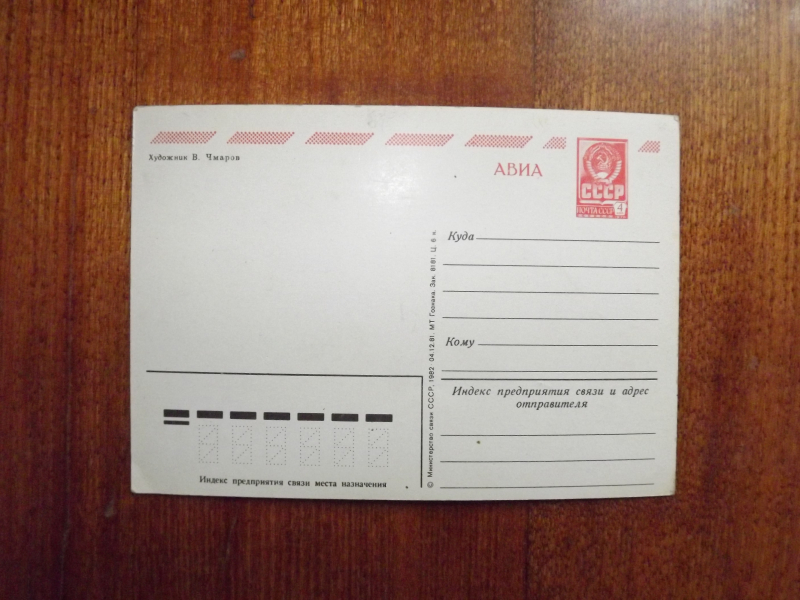 Художник В. Чмаров
АВИА
СССР
ПОЧТА СССР 4
Куда
Кому
Индекс предприятия связи и адрес
отправителя
© Министерство связи СССР, 1982. 04.12.81. МТ Гознака. Зак. 8181. Ц. 6 к.
Индекс предприятия связи места назначения